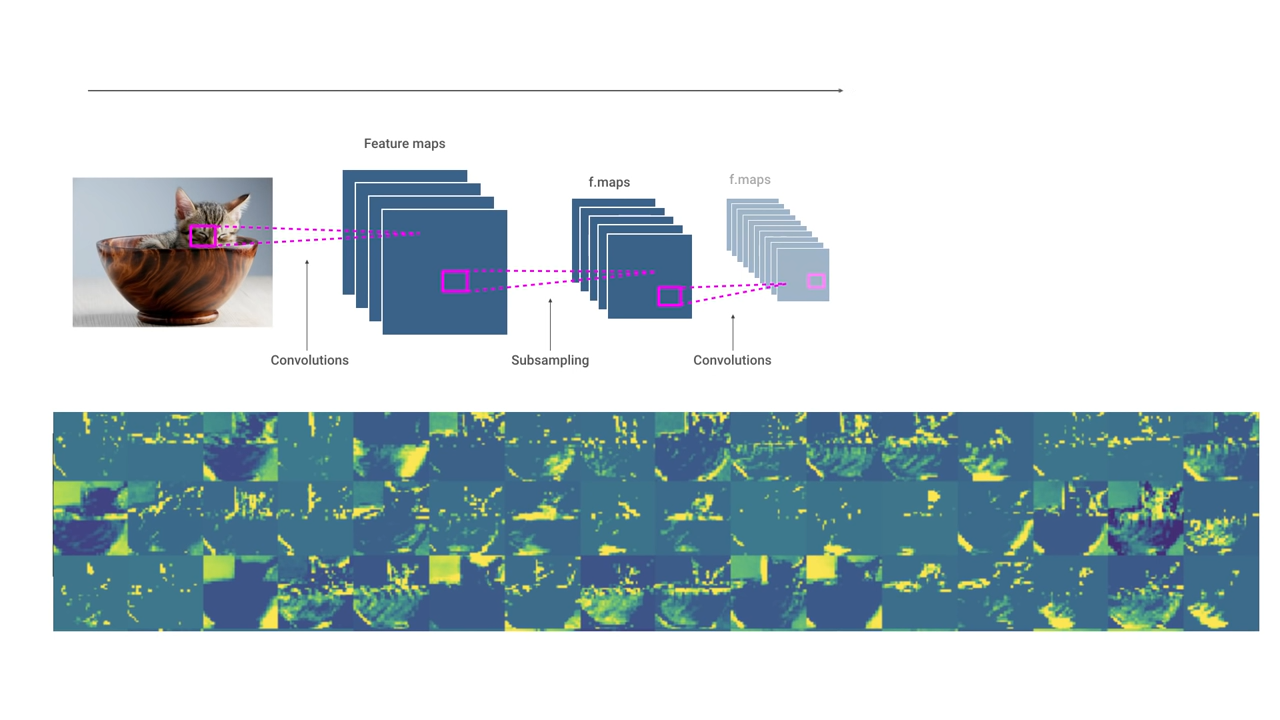 Feature maps
f.maps
f.maps
Convolutions
Subsampling
Convolutions